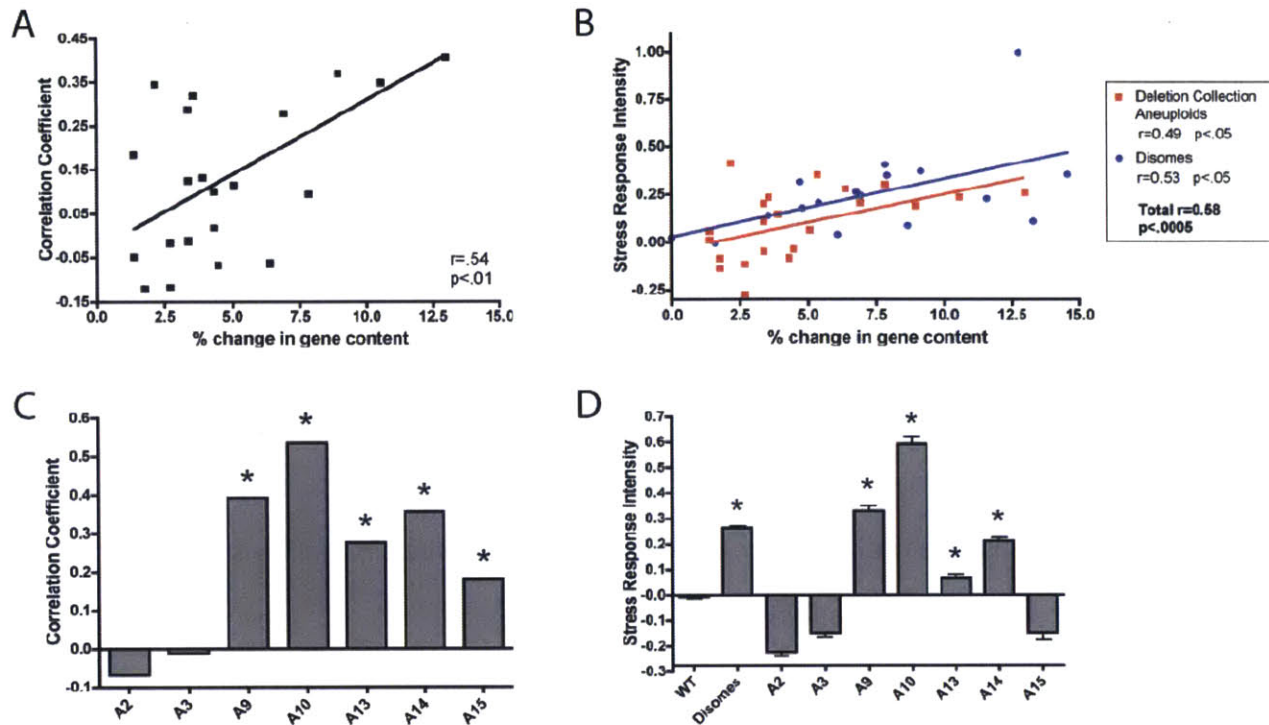 A
Correlation Coefficient
0.45
0.35
0.25
0.15
0.05
-0.05
-0.15
0.0 2.5 5.0 7.5 10.0 12.5 15.0
% change in gene content
r=.54
p<.01
B
Stress Response Intensity
1.00
0.75
0.50
0.25
0.00
-0.25
0.0 2.5 5.0 7.5 10.0 12.5 15.0
% change in gene content
Deletion Collection
Aneuploids
r=0.49 p<.05
Disomes
r=0.53 p<.05
Total r=0.58
p<.0005
C
Correlation Coefficient
0.6
0.5
0.4
0.3
0.2
0.1
0.0
-0.1
* * * * *
A2 A3 A9 A10 A13 A14 A15
D
Stress Response Intensity
0.7
0.6
0.5
0.4
0.3
0.2
0.1
-0.0
-0.1
-0.2
-0.3
* * * * *
WT Disomes A2 A3 A9 A10 A13 A14 A15